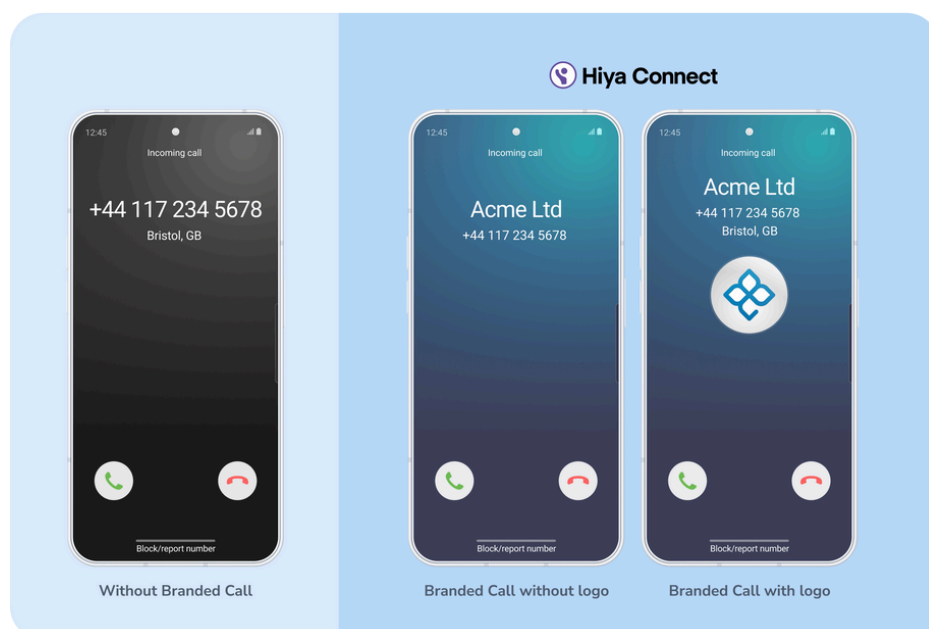 Hiya Connect
12:45
Incoming call
+44 117 234 5678
Bristol, GB
Block/report number
Without Branded Call
12:45
Incoming call
Acme Ltd
+44 117 234 5678
Block/report number
Branded Call without logo
12:45
Incoming call
Acme Ltd
+44 117 234 5678
Bristol, GB
Block/report number
Branded Call with logo